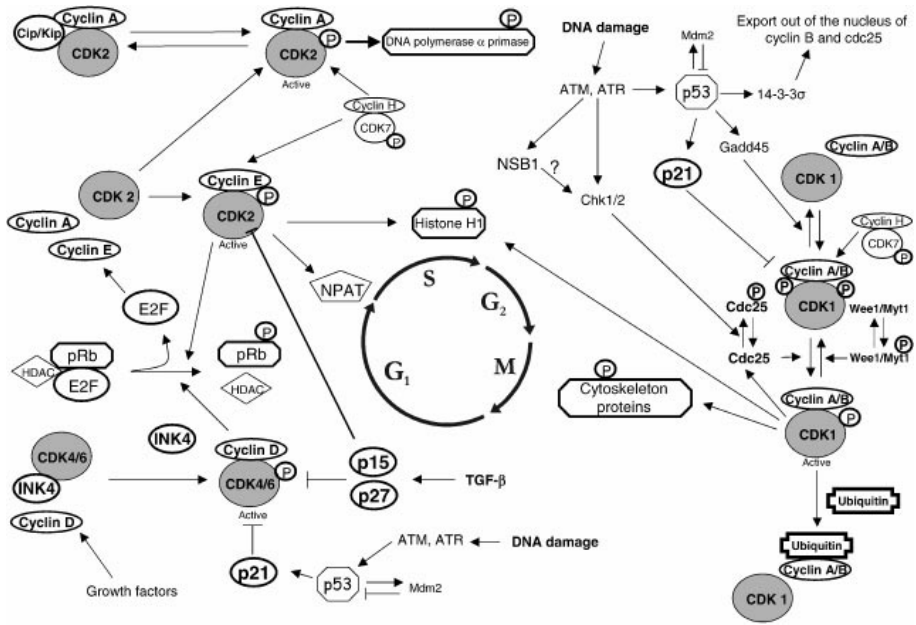 Cyclin A
Cip/Kip
CDK2
Cyclin A
P
CDK2
Active
P
DNA polymerase α primase
Cyclin H
CDK7
P
CDK 2
Cyclin A
Cyclin E
Cyclin E
P
CDK2
Active
P
Histone H1
NPAT
E2F
pRb
HDAC
E2F
P
pRb
HDAC
S
G2
M
G1
INK4
CDK4/6
INK4
Cyclin D
Growth factors
Cyclin D
P
CDK4/6
Active
p15
p27
TGF-β
p21
ATM, ATR
DNA damage
p53
Mdm2
DNA damage
ATM, ATR
Mdm2
p53
Export out of the nucleus of
cyclin B and cdc25
14-3-3σ
NSB1
?
Chk1/2
p21
Gadd45
Cyclin A/B
CDK 1
Cyclin H
CDK7
P
Cyclin A/B
P
P
CDK1
P
Cdc25
Cdc25
Wee1/Myt1
P
Wee1/Myt1
P
Cytoskeleton
proteins
Cyclin A/B
P
CDK1
Active
Ubiquitin
Ubiquitin
Cyclin A/B
CDK 1